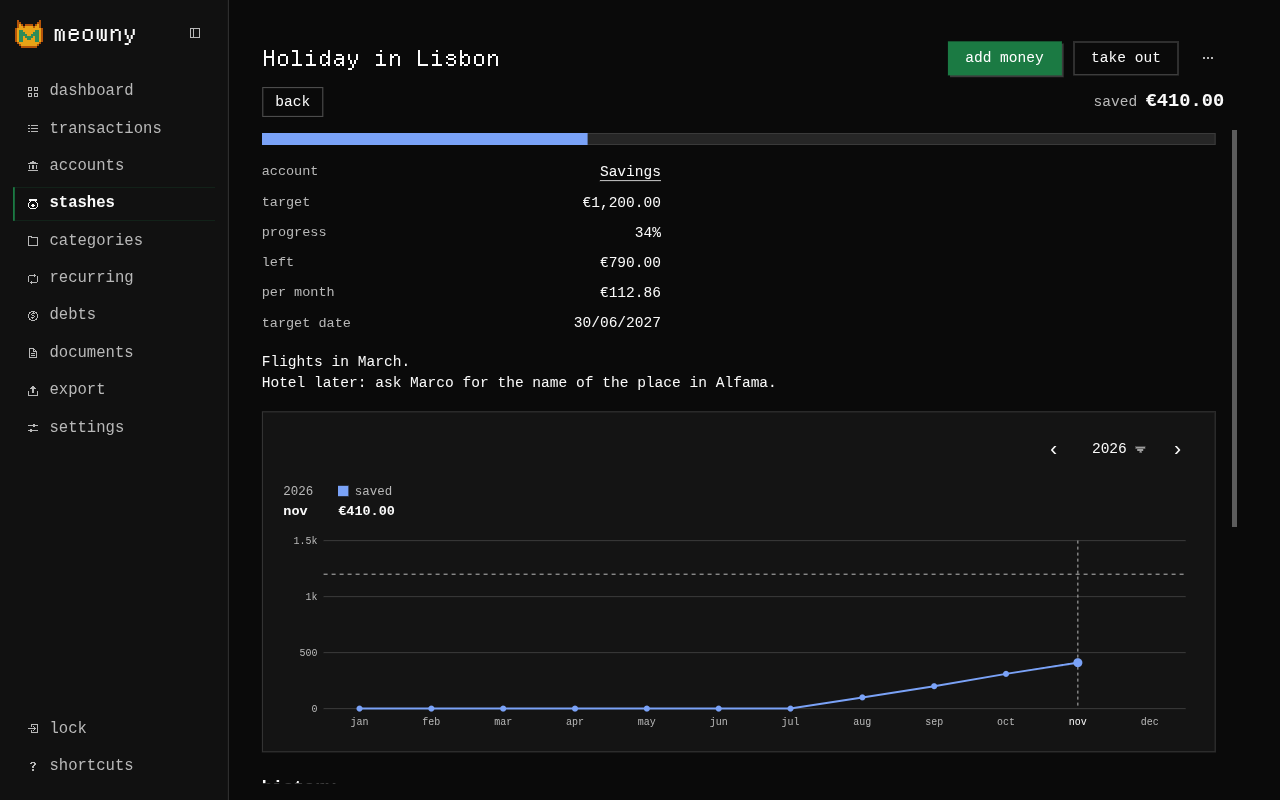 meowny
dashboard
transactions
accounts
stashes
categories
recurring
debts
documents
export
settings
lock
? shortcuts
Holiday in Lisbon
add money
take out
...
back
saved €410.00
account Savings
target €1,200.00
progress 34%
left €790.00
per month €112.86
target date 30/06/2027
Flights in March.
Hotel later: ask Marco for the name of the place in Alfama.
‹ 2026 ›
2026 saved
nov €410.00
1.5k
1k
500
0
jan feb mar apr may jun jul aug sep oct nov dec